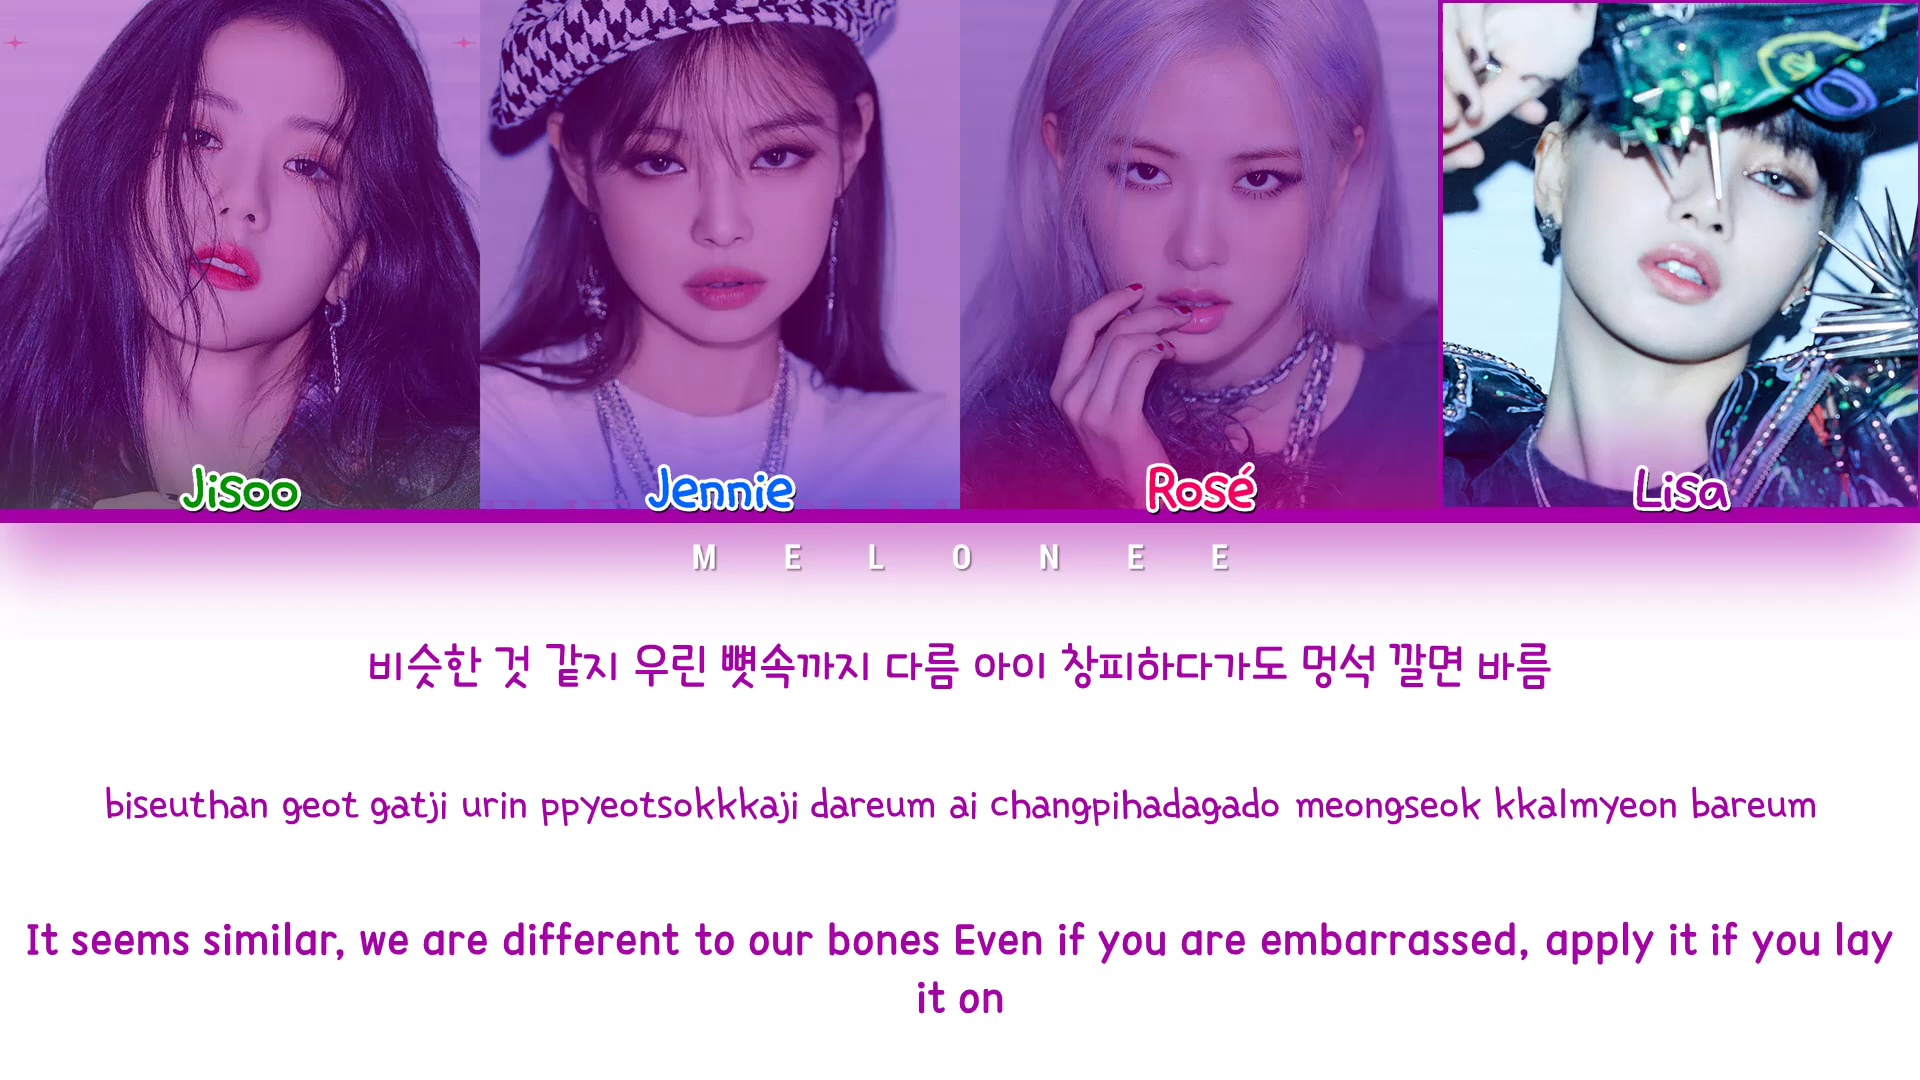 Jisoo
Jennie
Rosé
Lisa
MELONEE
비슷한 것 같지 우린 뼛속까지 다름 아이 창피하다가도 멍석 깔면 바름
biseuthan geot gatji urin ppyeotsokkkaji dareum ai changpihadagado meongseok kkalmyeon bareum
It seems similar, we are different to our bones Even if you are embarrassed, apply it if you lay
it on